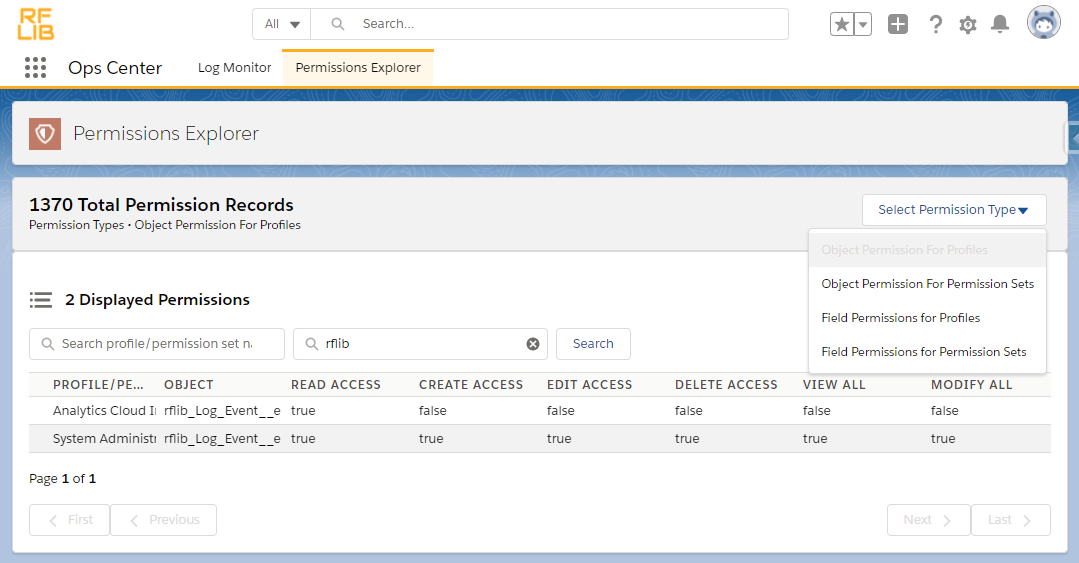 RF
LIB
All
Search...
Ops Center
Log Monitor
Permissions Explorer
Permissions Explorer
1370 Total Permission Records
Permission Types • Object Permission For Profiles
Select Permission Type
Object Permission For Profiles
Object Permission For Permission Sets
Field Permissions for Profiles
Field Permissions for Permission Sets
2 Displayed Permissions
Search profile/permission set
rflib
Search
PROFILE/PE... OBJECT READ ACCESS CREATE ACCESS EDIT ACCESS DELETE ACCESS VIEW ALL MODIFY ALL
Analytics Cloud rflib_Log_Event__e true false false false false false
System rflib_Log_Event__e true true true true true true
Page 1 of 1
First
Previous
Next
Last